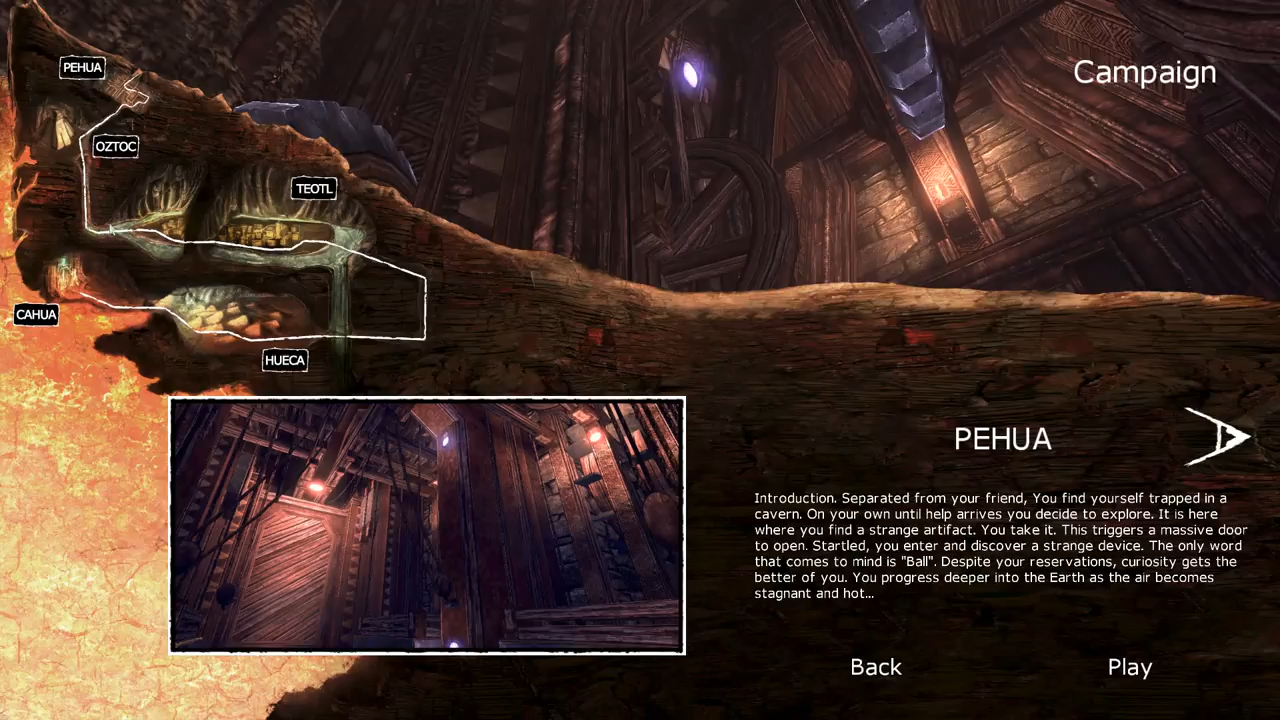 Campaign
PEHUA
OZTOC
TEOTL
CAHUA
HUECA
PEHUA
Introduction. Separated from your friend, You find yourself trapped in a
cavern. On your own until help arrives you decide to explore. It is here
where you find a strange artifact. You take it. This triggers a massive door
to open. Startled, you enter and discover a strange device. The only word
that comes to mind is "Ball". Despite your reservations, curiosity gets the
better of you. You progress deeper into the Earth as the air becomes
stagnant and hot...
Back
Play